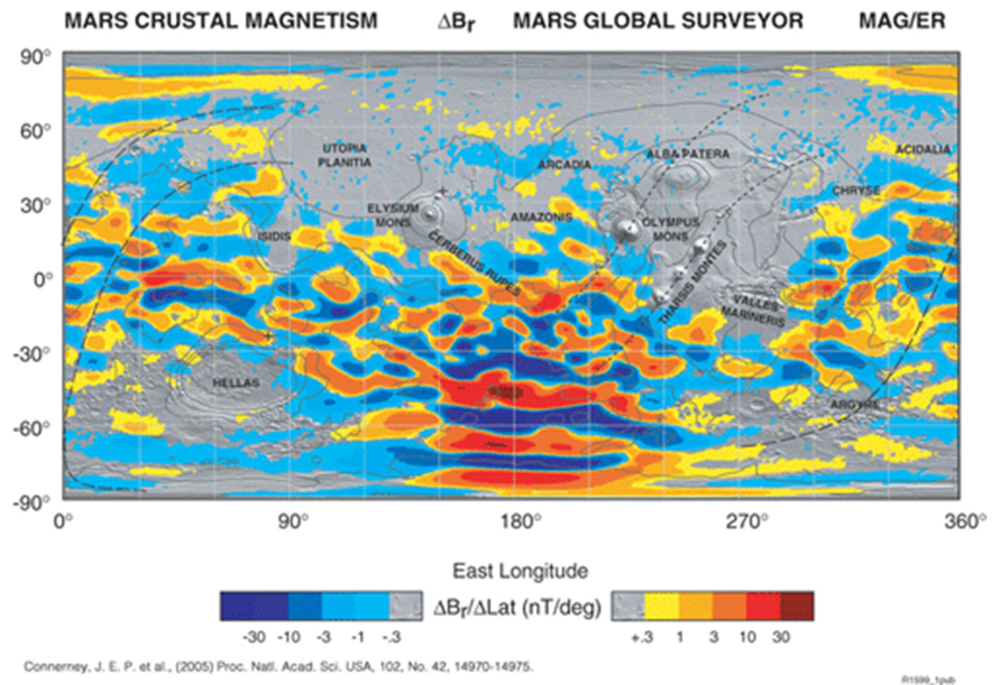 MARS CRUSTAL MAGNETISM ΔBr MARS GLOBAL SURVEYOR MAG/ER
90°
60°
30°
0°
-30°
-60°
-90°
UTOPIA
PLANITIA
ARCADIA
ALBA PATERA
ACIDALIA
CHRYSE
ELYSIUM
MONS
AMAZONIS
OLYMPUS
MONS
ISIDIS
CERBERUS RUPES
THARSIS MONTES
VALLES
MARINERIS
HELLAS
ARGYRE
0° 90° 180° 270° 360°
East Longitude
ΔBr/ΔLat (nT/deg)
-30 -10 -3 -1 -.3 +.3 1 3 10 30
Connerney, J. E. P. et al., (2005) Proc. Natl. Acad. Sci. USA, 102, No. 42, 14970-14975.
R1599_1pub